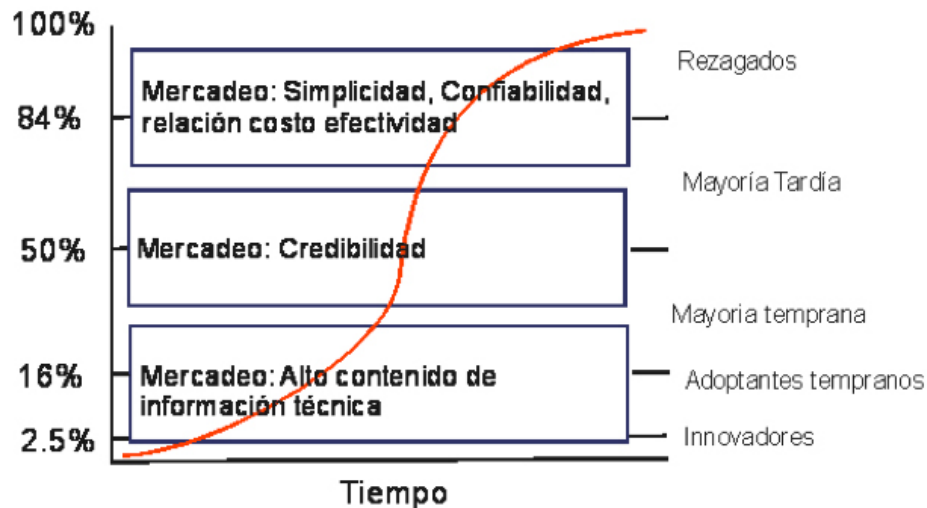 100%
Rezagados
Mercadeo: Simplicidad, Confiabilidad,
relación costo efectividad
84%
Mayoría Tardía
50%
Mercadeo: Credibilidad
Mayoria temprana
16%
Mercadeo: Alto contenido de
información técnica
Adoptantes tempranos
2.5%
Innovadores
Tiempo